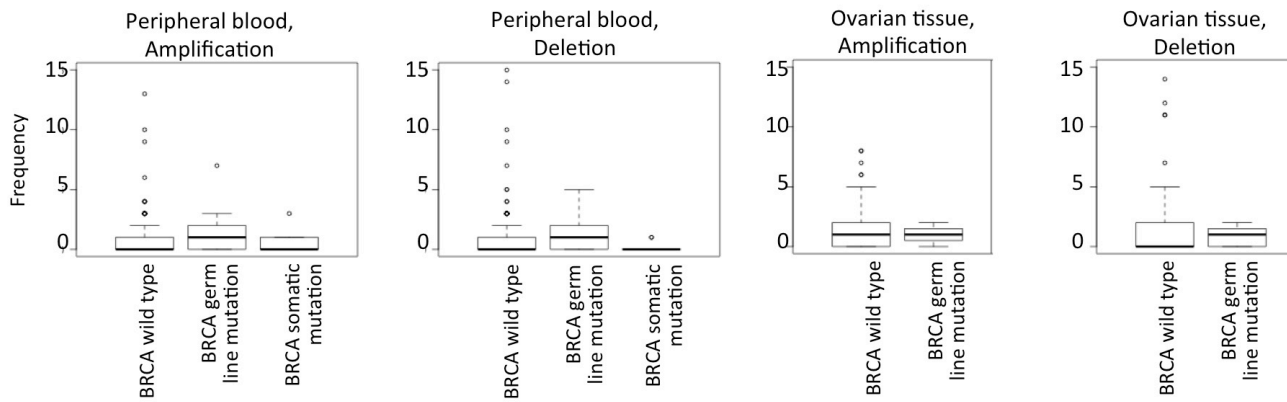 Peripheral blood,
Amplification
Frequency
15
10
5
0
BRCA wild type
BRCA germ
line mutation
BRCA somatic
mutation
Peripheral blood,
Deletion
15
10
5
0
BRCA wild type
BRCA germ
line mutation
BRCA somatic
mutation
Ovarian tissue,
Amplification
15
10
5
0
BRCA wild type
BRCA germ
line mutation
Ovarian tissue,
Deletion
15
10
5
0
BRCA wild type
BRCA germ
line mutation